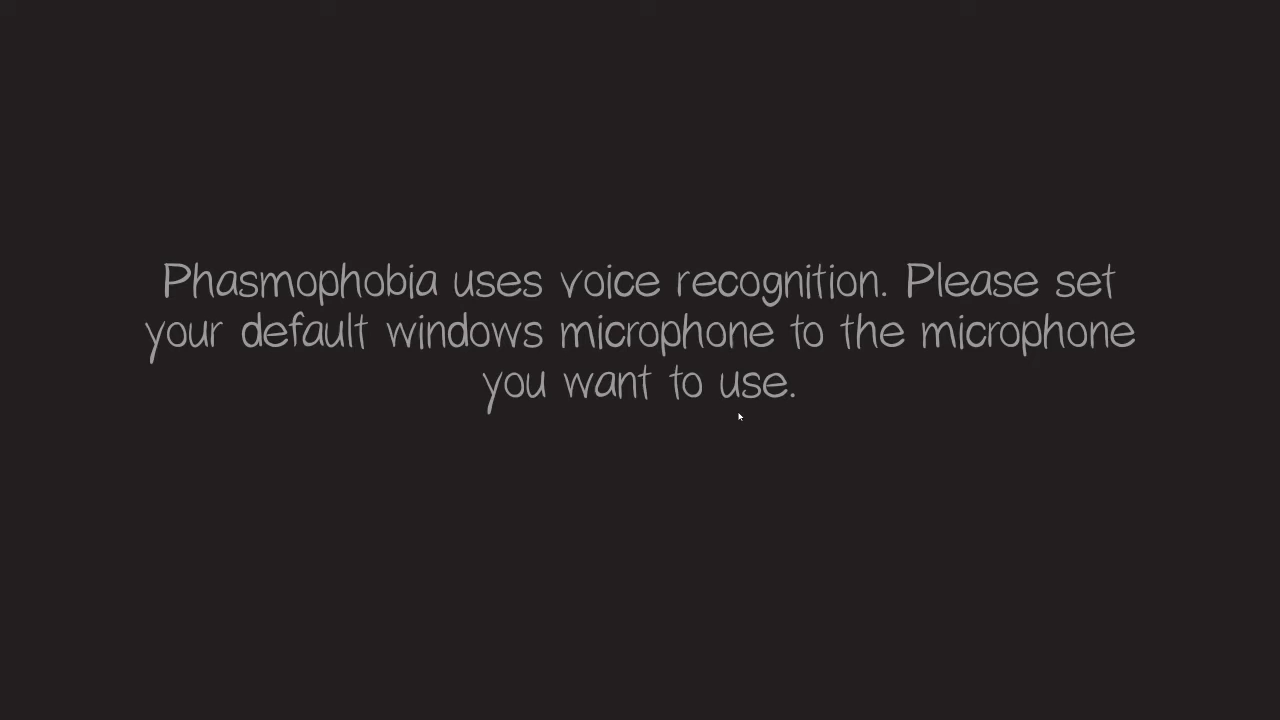 Phasmophobia uses voice recognition. Please set
your default windows microphone to the microphone
you want to use.